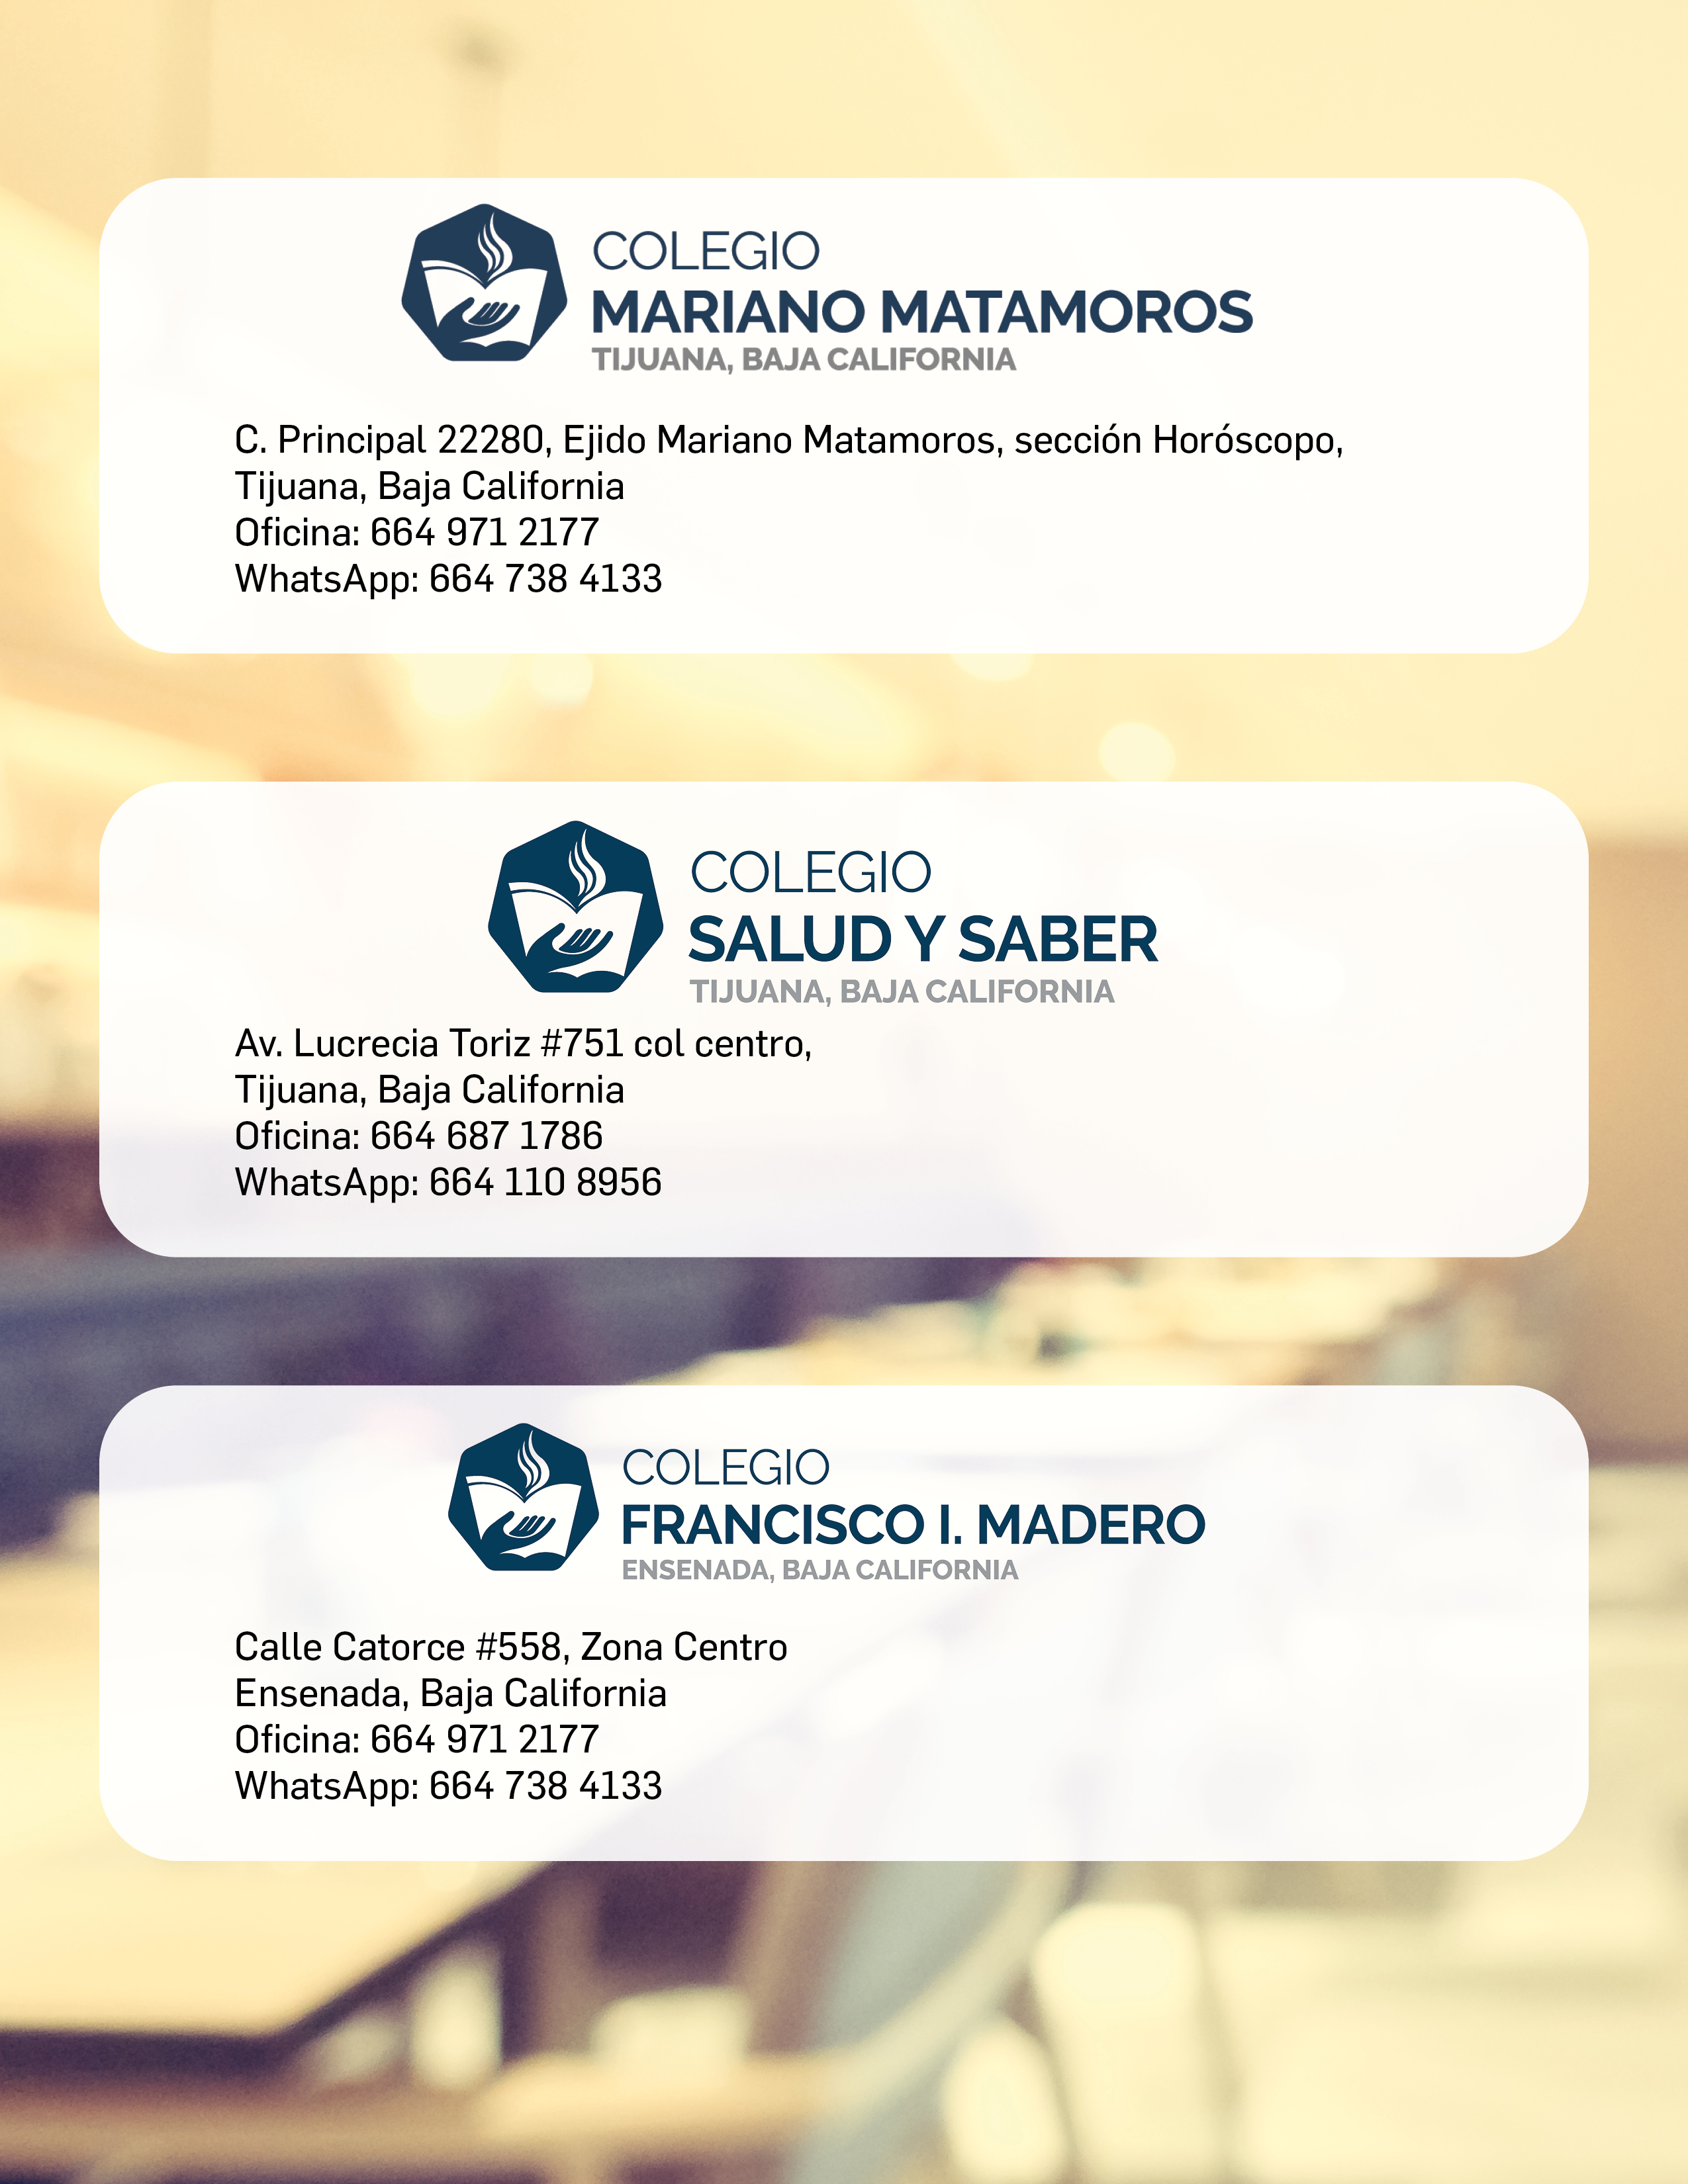 COLEGIO
MARIANO MATAMOROS
TIJUANA, BAJA CALIFORNIA
C. Principal 22280, Ejido Mariano Matamoros, sección Horóscopo,
Tijuana, Baja California
Oficina: 664 971 2177
WhatsApp: 664 738 4133
COLEGIO
SALUD Y SABER
TIJUANA, BAJA CALIFORNIA
Av. Lucrecia Toriz #751 col centro,
Tijuana, Baja California
Oficina: 664 687 1786
WhatsApp: 664 110 8956
COLEGIO
FRANCISCO I. MADERO
ENSENADA, BAJA CALIFORNIA
Calle Catorce #558, Zona Centro
Ensenada, Baja California
Oficina: 664 971 2177
WhatsApp: 664 738 4133